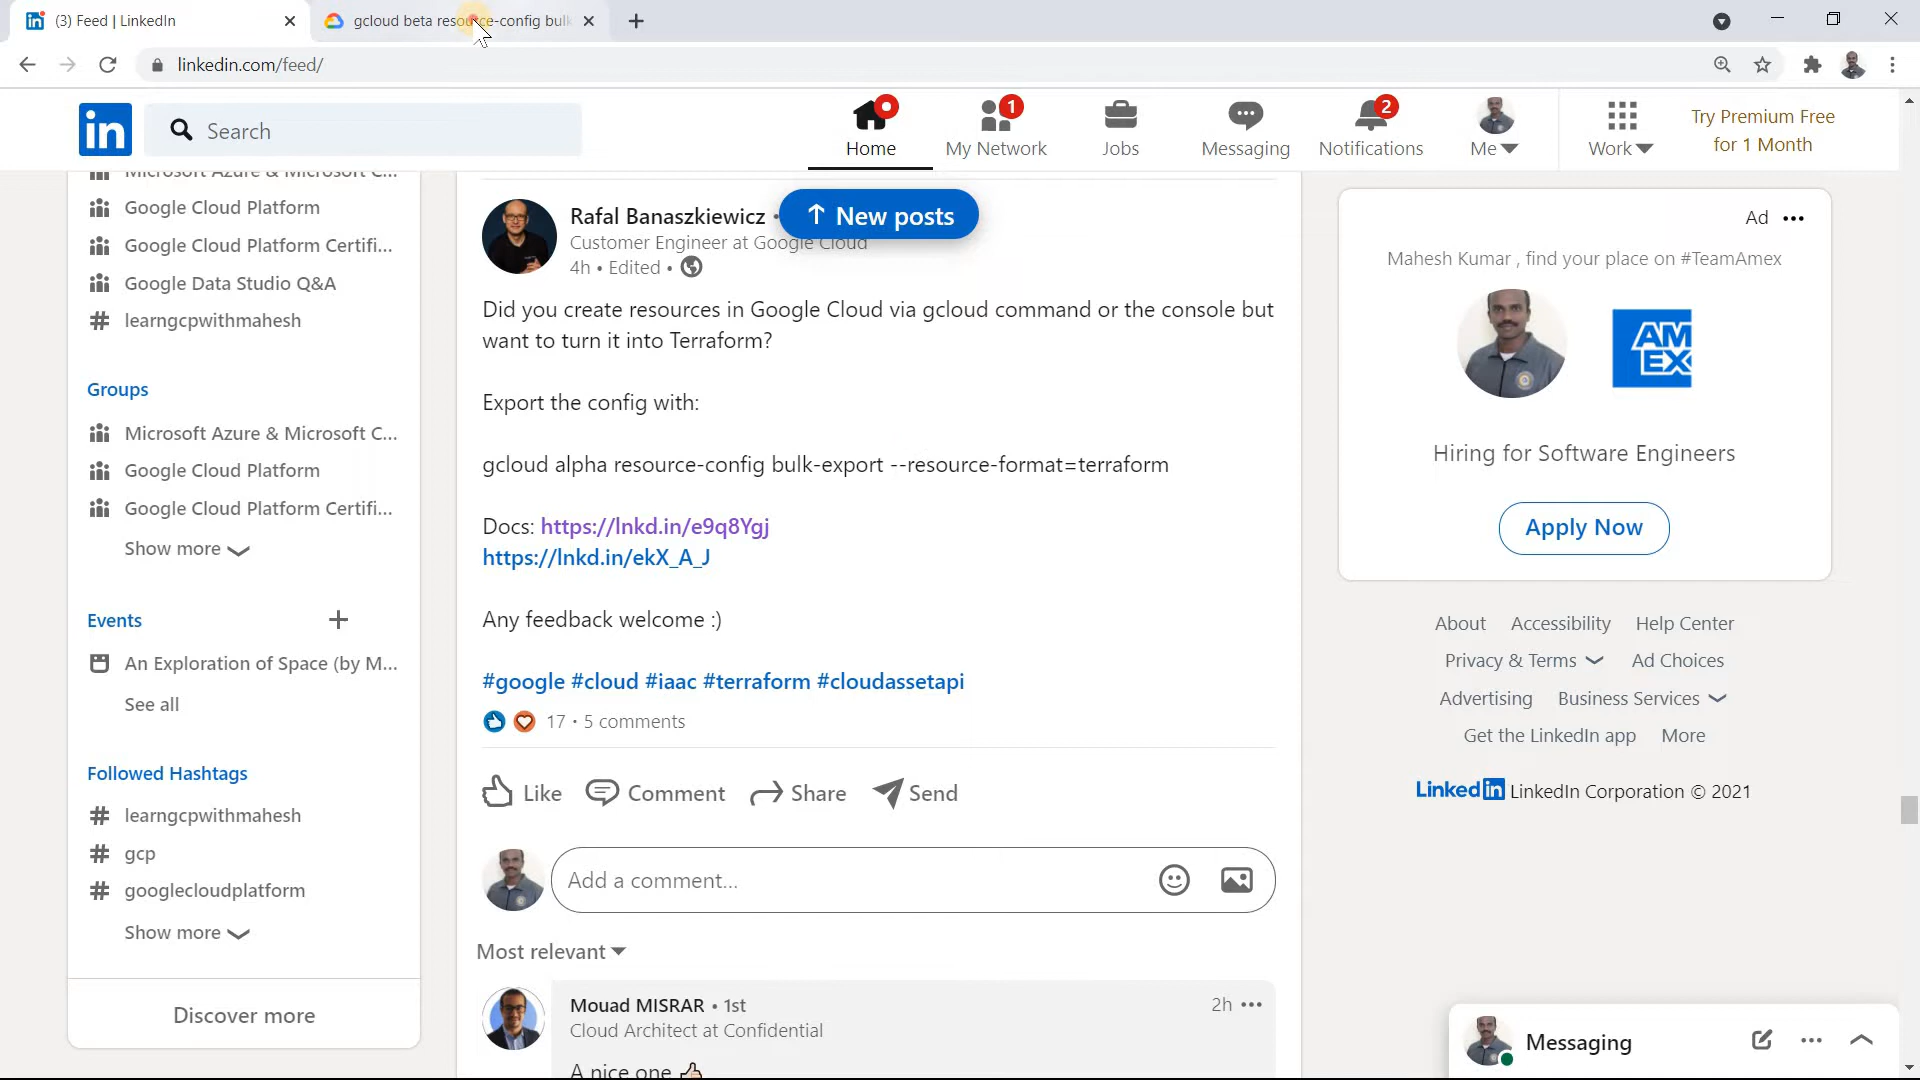 (3) Feed | LinkedIn
gcloud beta resource-config bulk
linkedin.com/feed/
in
Search
Home
1
My Network
Jobs
Messaging
2
Notifications
Me
Work
Try Premium Free
for 1 Month
Microsoft Azure & Microsoft C...
Google Cloud Platform
Google Cloud Platform Certifi...
Google Data Studio Q&A
# learngcpwithmahesh
Groups
Microsoft Azure & Microsoft C...
Google Cloud Platform
Google Cloud Platform Certifi...
Show more
Events
+
An Exploration of Space (by M...
See all
Followed Hashtags
# learngcpwithmahesh
# gcp
# googlecloudplatform
Show more
Discover more
Rafal Banaszkiewicz •
↑ New posts
Customer Engineer at Google Cloud
4h • Edited •
Did you create resources in Google Cloud via gcloud command or the console but
want to turn it into Terraform?
Export the config with:
gcloud alpha resource-config bulk-export --resource-format=terraform
Docs: https://lnkd.in/e9q8Ygj
https://lnkd.in/ekX_A_J
Any feedback welcome :)
#google #cloud #iaac #terraform #cloudassetapi
17 • 5 comments
Like
Comment
Share
Send
Add a comment...
Most relevant
Mouad MISRAR • 1st
2h •••
Cloud Architect at Confidential
A nice one
Ad •••
Mahesh Kumar , find your place on #TeamAmex
AM
EX
Hiring for Software Engineers
Apply Now
About Accessibility Help Center
Privacy & Terms Ad Choices
Advertising Business Services
Get the LinkedIn app More
Linked in LinkedIn Corporation © 2021
Messaging